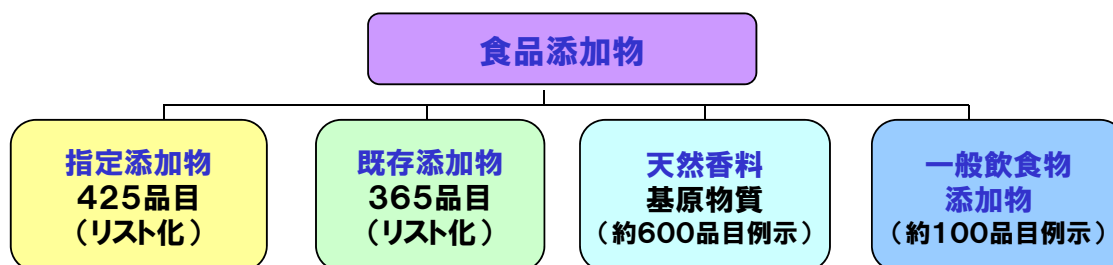 食品添加物
指定添加物
425品目
(リスト化)
既存添加物
365品目
(リスト化)
天然香料
基原物質
(約600品目例示)
一般飲食物
添加物
(約100品目例示)